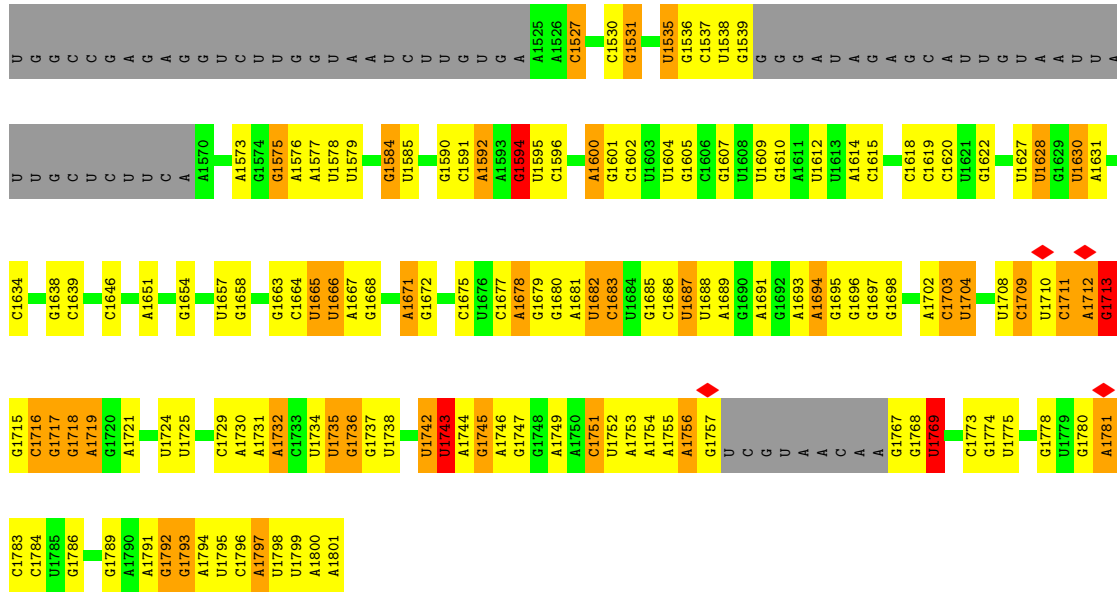 U G G C C G A G A G G U C U U G G U A A U C U U G U G A A1525 A1526 C1527 C1530 G1531 U1535 G1536 C1537 U1538 G1539 G G G A U A G A G C A U U G U A A U U A
U U G C U C U U C A A1570 A1573 G1574 G1575 A1576 A1577 U1578 U1579 G1584 U1585 G1590 C1591 A1592 A1593 G1594 U1595 C1596 A1600 G1601 C1602 U1603 U1604 G1605 C1606 G1607 U1608 U1609 G1610 A1611 U1612 U1613 A1614 C1615 C1618 C1619 C1620 U1621 G1622 U1627 U1628 G1629 U1630 A1631
C1634 G1638 C1639 C1646 A1651 G1654 U1657 G1658 G1663 C1664 U1665 U1666 A1667 G1668 A1671 G1672 C1675 U1676 C1677 A1678 G1679 G1680 A1681 U1682 C1683 U1684 G1685 C1686 U1687 U1688 A1689 G1690 A1691 G1692 A1693 A1694 G1695 G1696 G1697 G1698 A1702 C1703 U1704 U1708 C1709 U1710 C1711 A1712 G1713
G1715 C1716 G1717 G1718 A1719 G1720 A1721 U1724 U1725 C1729 A1730 A1731 A1732 C1733 U1734 U1735 G1736 G1737 U1738 U1742 U1743 A1744 G1745 A1746 G1747 G1748 A1749 A1750 C1751 U1752 A1753 A1754 A1755 A1756 G1757 U C G U A A C A A G1767 G1768 U1769 C1773 G1774 U1775 G1778 U1779 G1780 A1781
C1783 C1784 U1785 G1786 G1789 A1790 A1791 G1792 G1793 A1794 U1795 C1796 A1797 U1798 U1799 A1800 A1801